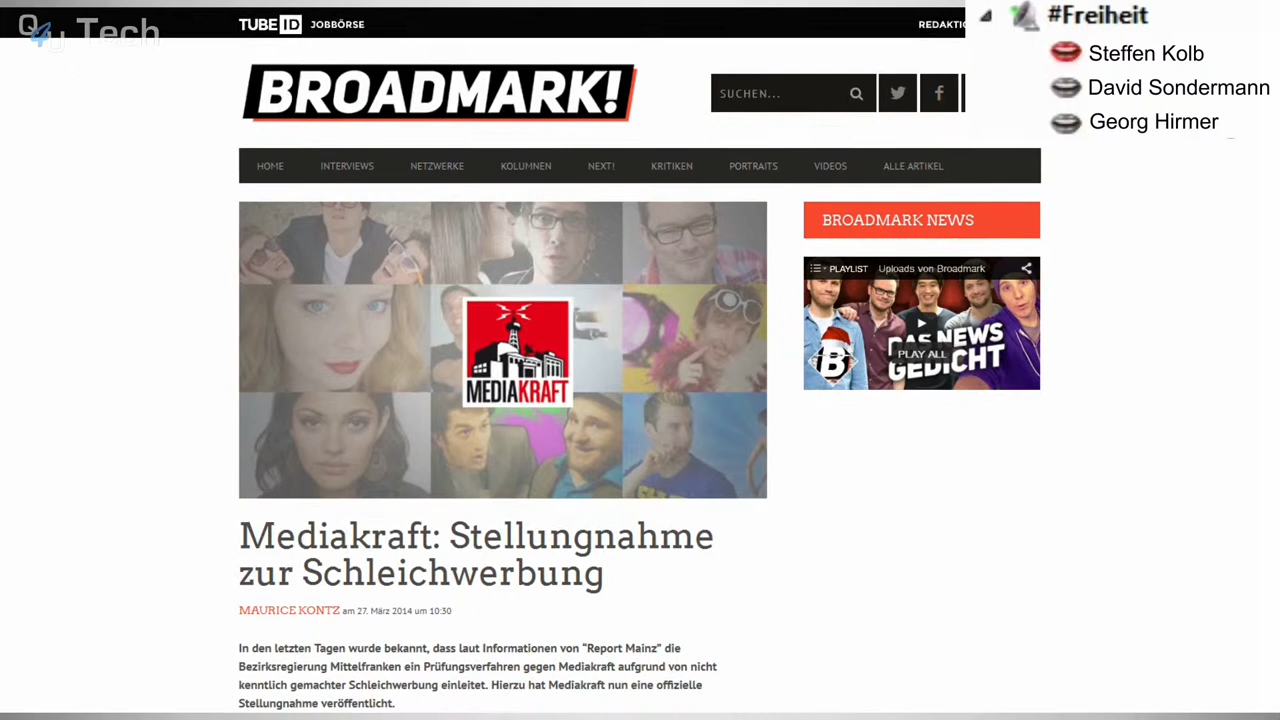 Q4U Tech
TUBE ID JOBBÖRSE
#Freiheit
Steffen Kolb
David Sondermann
Georg Hirmer
BROADMARK!
SUCHEN...
HOME INTERVIEWS NETZWERKE KOLUMNEN NEXT! KRITIKEN PORTRAITS VIDEOS ALLE ARTIKEL
MEDIAKRAFT
BROADMARK NEWS
PLAYLIST Uploads von Broadmark
DAS NEWS
PLAY ALL
GEDICHT
B
Mediakraft: Stellungnahme
zur Schleichwerbung
MAURICE KONTZ am 27. März 2014 um 10:30
In den letzten Tagen wurde bekannt, dass laut Informationen von “Report Mainz” die
Bezirksregierung Mittelfranken ein Prüfungsverfahren gegen Mediakraft aufgrund von nicht
kenntlich gemachter Schleichwerbung einleitet. Hierzu hat Mediakraft nun eine offizielle
Stellungnahme veröffentlicht.